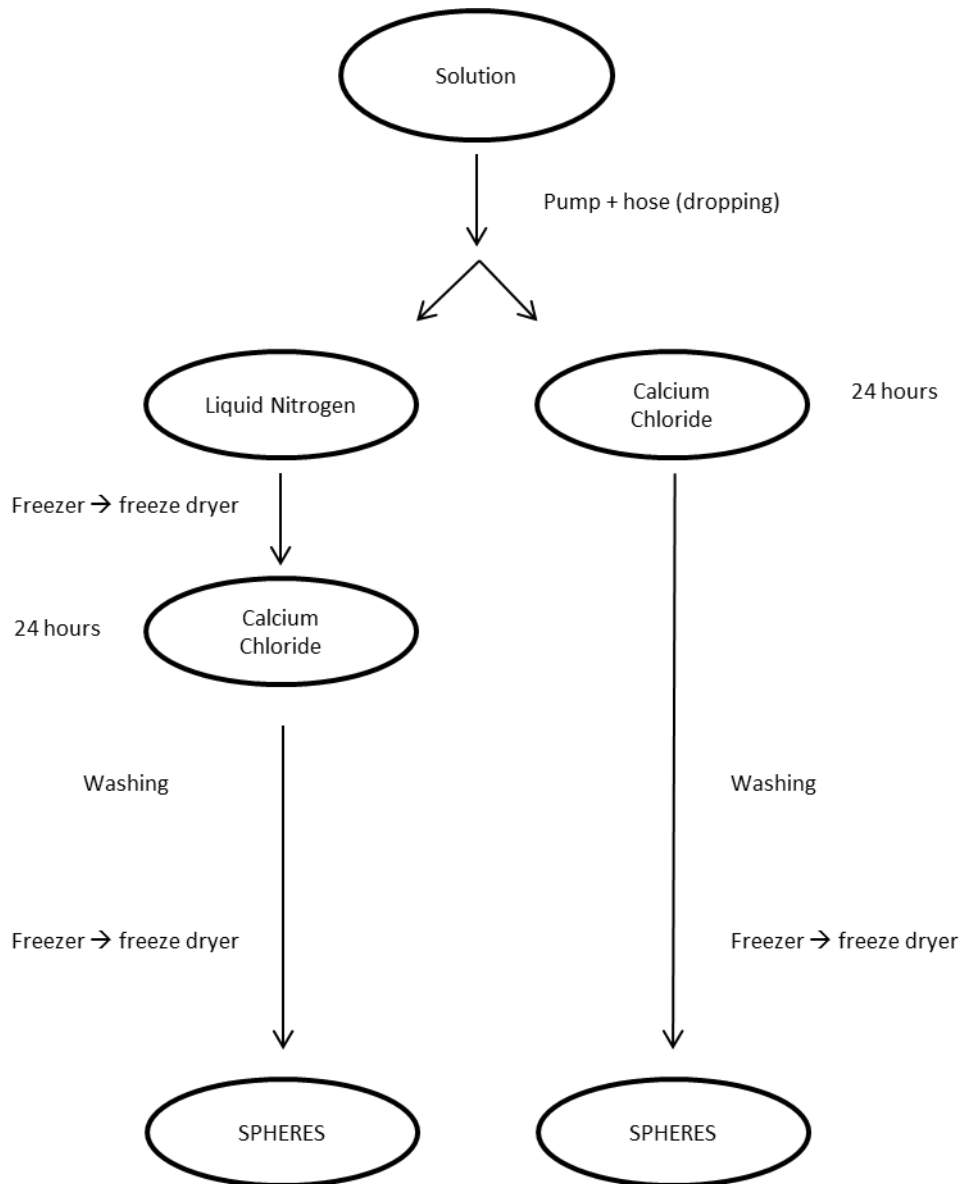 Solution
Pump + hose (dropping)
Liquid Nitrogen
Calcium
Chloride
24 hours
Freezer → freeze dryer
24 hours
Calcium
Chloride
Washing
Washing
Freezer → freeze dryer
Freezer → freeze dryer
SPHERES
SPHERES